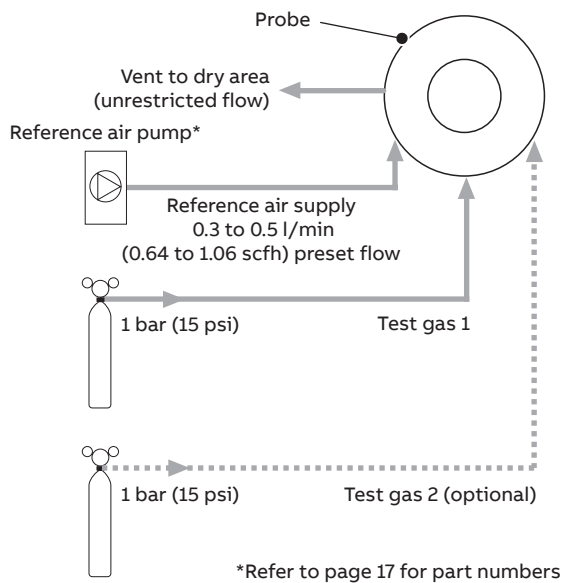 Probe
Vent to dry area
(unrestricted flow)
Reference air pump*
Reference air supply
0.3 to 0.5 l/min
(0.64 to 1.06 scfh) preset flow
1 bar (15 psi)
Test gas 1
1 bar (15 psi)
Test gas 2 (optional)
*Refer to page 17 for part numbers